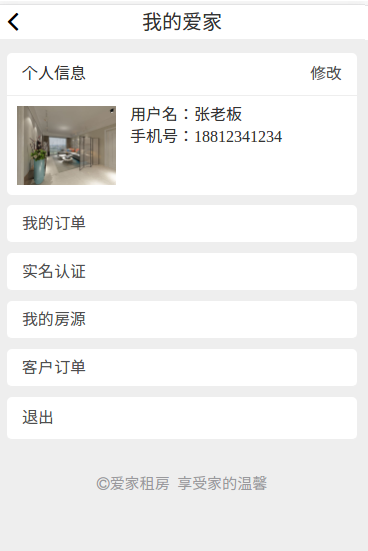 我的爱家
个人信息 修改
用户名：张老板
手机号：18812341234
我的订单
实名认证
我的房源
客户订单
退出
©爱家租房 享受家的温馨